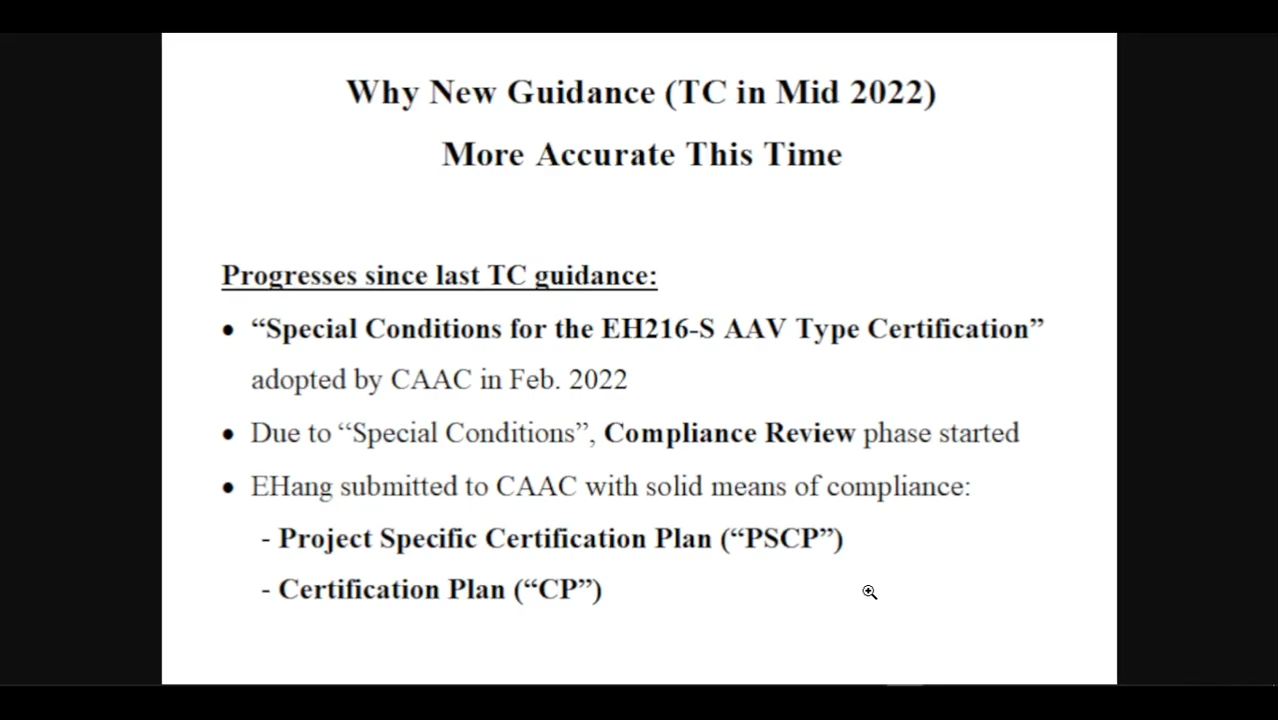 Why New Guidance (TC in Mid 2022)
More Accurate This Time
Progresses since last TC guidance:
• “Special Conditions for the EH216-S AAV Type Certification”
adopted by CAAC in Feb. 2022
• Due to “Special Conditions”, Compliance Review phase started
• EHang submitted to CAAC with solid means of compliance:
- Project Specific Certification Plan (“PSCP”)
- Certification Plan (“CP”)